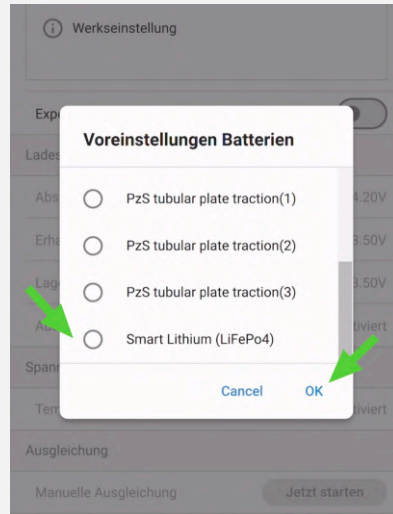 Werkseinstellung
Voreinstellungen Batterien
PzS tubular plate traction(1)
PzS tubular plate traction(2)
PzS tubular plate traction(3)
Smart Lithium (LiFePo4)
Cancel OK
Ausgleichung
Manuelle Ausgleichung Jetzt starten